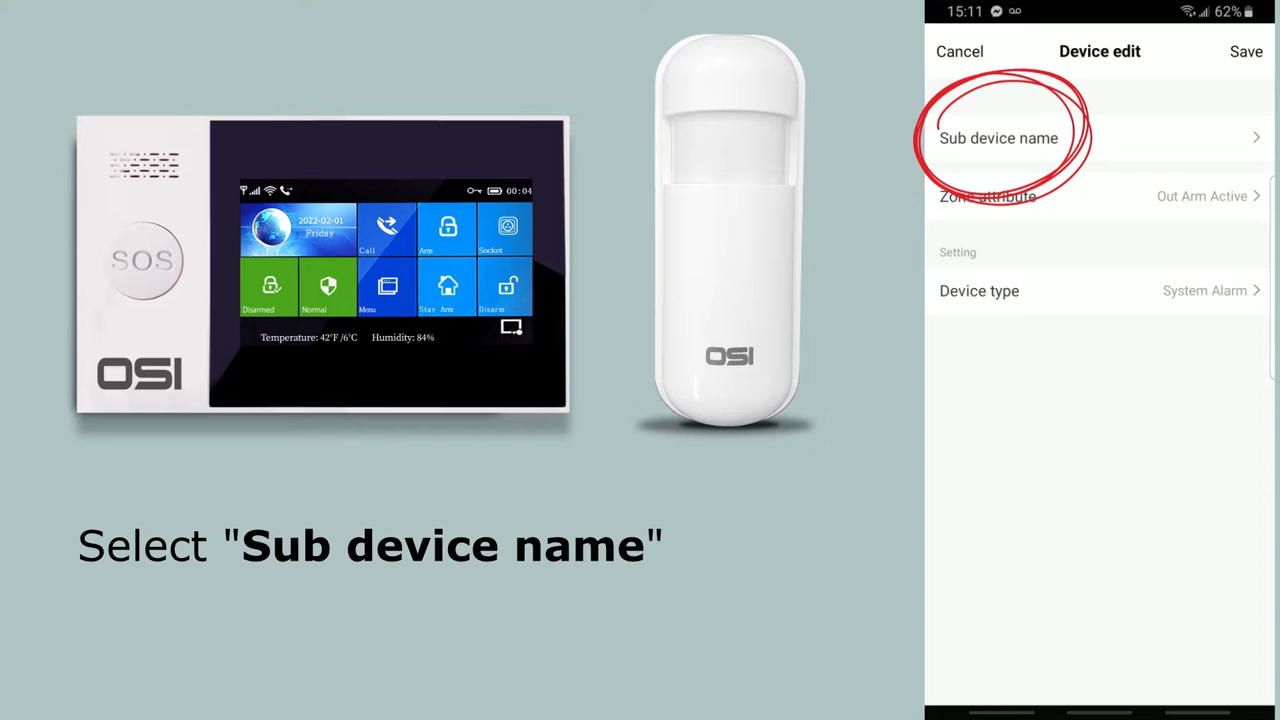 SOS
OSI
00:04
2022-02-01
Friday
Call
Arm
Socket
Disarmed
Normal
Menu
Stay Arm
Disarm
Temperature: 42°F /6°C Humidity: 84%
OSI
Select "Sub device name"
15:11 62%
Cancel Device edit Save
Sub device name
Zone attribute Out Arm Active
Setting
Device type System Alarm